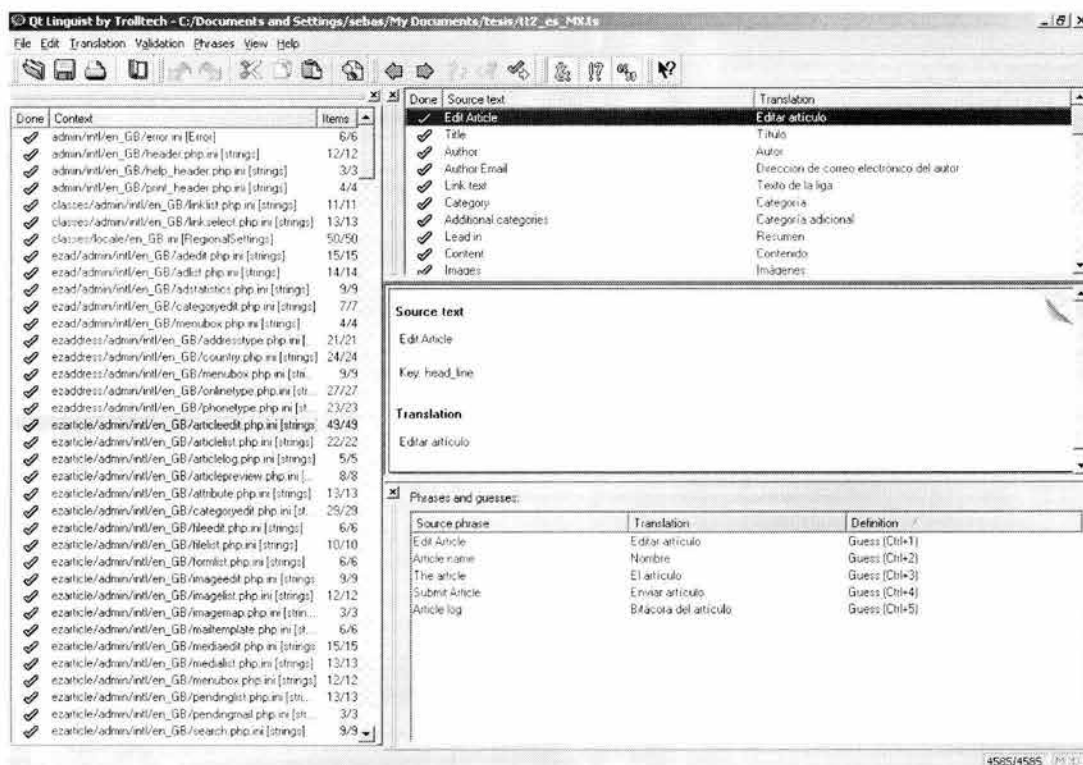 Qt Linguist by Trolltech - C:/Documents and Settings/sebas/My Documents/tesis/t12_es_MX.ts
File Edit Translation Validation Phrases View Help
Done Context Items
admin/intl/en_GB/error.ini [Error] 6/6
admin/intl/en_GB/header.php.ini [strings] 12/12
admin/intl/en_GB/help_header.php.ini [strings] 3/3
admin/intl/en_GB/print_header.php.ini [strings] 4/4
classes/admin/intl/en_GB/linklist.php.ini [strings] 11/11
classes/admin/intl/en_GB/linkselect.php.ini [strings] 13/13
classes/locale/en_GB.ini [RegionalSettings] 50/50
ezad/admin/intl/en_GB/adedit.php.ini [strings] 15/15
ezad/admin/intl/en_GB/adlist.php.ini [strings] 14/14
ezad/admin/intl/en_GB/adstatistics.php.ini [strings] 9/9
ezad/admin/intl/en_GB/categoryedit.php.ini [strings] 7/7
ezad/admin/intl/en_GB/menubox.php.ini [strings] 4/4
ezaddress/admin/intl/en_GB/addresstype.php.ini [... 21/21
ezaddress/admin/intl/en_GB/country.php.ini [strings] 24/24
ezaddress/admin/intl/en_GB/menubox.php.ini [stri... 9/9
ezaddress/admin/intl/en_GB/onlinetype.php.ini [str... 27/27
ezaddress/admin/intl/en_GB/phonetype.php.ini [st... 23/23
ezarticle/admin/intl/en_GB/articleedit.php.ini [strings] 49/49
ezarticle/admin/intl/en_GB/articlelist.php.ini [strings] 22/22
ezarticle/admin/intl/en_GB/articlelog.php.ini [strings] 5/5
ezarticle/admin/intl/en_GB/articlepreview.php.ini [... 8/8
ezarticle/admin/intl/en_GB/attribute.php.ini [strings] 13/13
ezarticle/admin/intl/en_GB/categoryedit.php.ini [st... 29/29
ezarticle/admin/intl/en_GB/fileedit.php.ini [strings] 6/6
ezarticle/admin/intl/en_GB/filelist.php.ini [strings] 10/10
ezarticle/admin/intl/en_GB/formlist.php.ini [strings] 6/6
ezarticle/admin/intl/en_GB/imageedit.php.ini [strings 9/9
ezarticle/admin/intl/en_GB/imagelist.php.ini [strings] 12/12
ezarticle/admin/intl/en_GB/imagemap.php.ini [strin... 3/3
ezarticle/admin/intl/en_GB/mailtemplate.php.ini [st... 6/6
ezarticle/admin/intl/en_GB/mediaedit.php.ini [strings 15/15
ezarticle/admin/intl/en_GB/medialist.php.ini [strings] 13/13
ezarticle/admin/intl/en_GB/menubox.php.ini [strings] 12/12
ezarticle/admin/intl/en_GB/pendinglist.php.ini [stri... 13/13
ezarticle/admin/intl/en_GB/pendingmail.php.ini [str... 3/3
ezarticle/admin/intl/en_GB/search.php.ini [strings] 9/9
Done Source text Translation
Edit Article Editar artículo
Title Título
Author Autor
Author Email Dirección de correo electrónico del autor
Link text Texto de la liga
Category Categoría
Additional categories Categoría adicional
Lead in Resumen
Content Contenido
Images Imágenes
Source text
Edit Article
Key: head_line
Translation
Editar artículo
Phrases and guesses:
Source phrase Translation Definition
Edit Article Editar artículo Guess (Ctrl+1)
Article name Nombre Guess (Ctrl+2)
The article El artículo Guess (Ctrl+3)
Submit Article Enviar artículo Guess (Ctrl+4)
Article log Bitácora del artículo Guess (Ctrl+5)
4585/4585